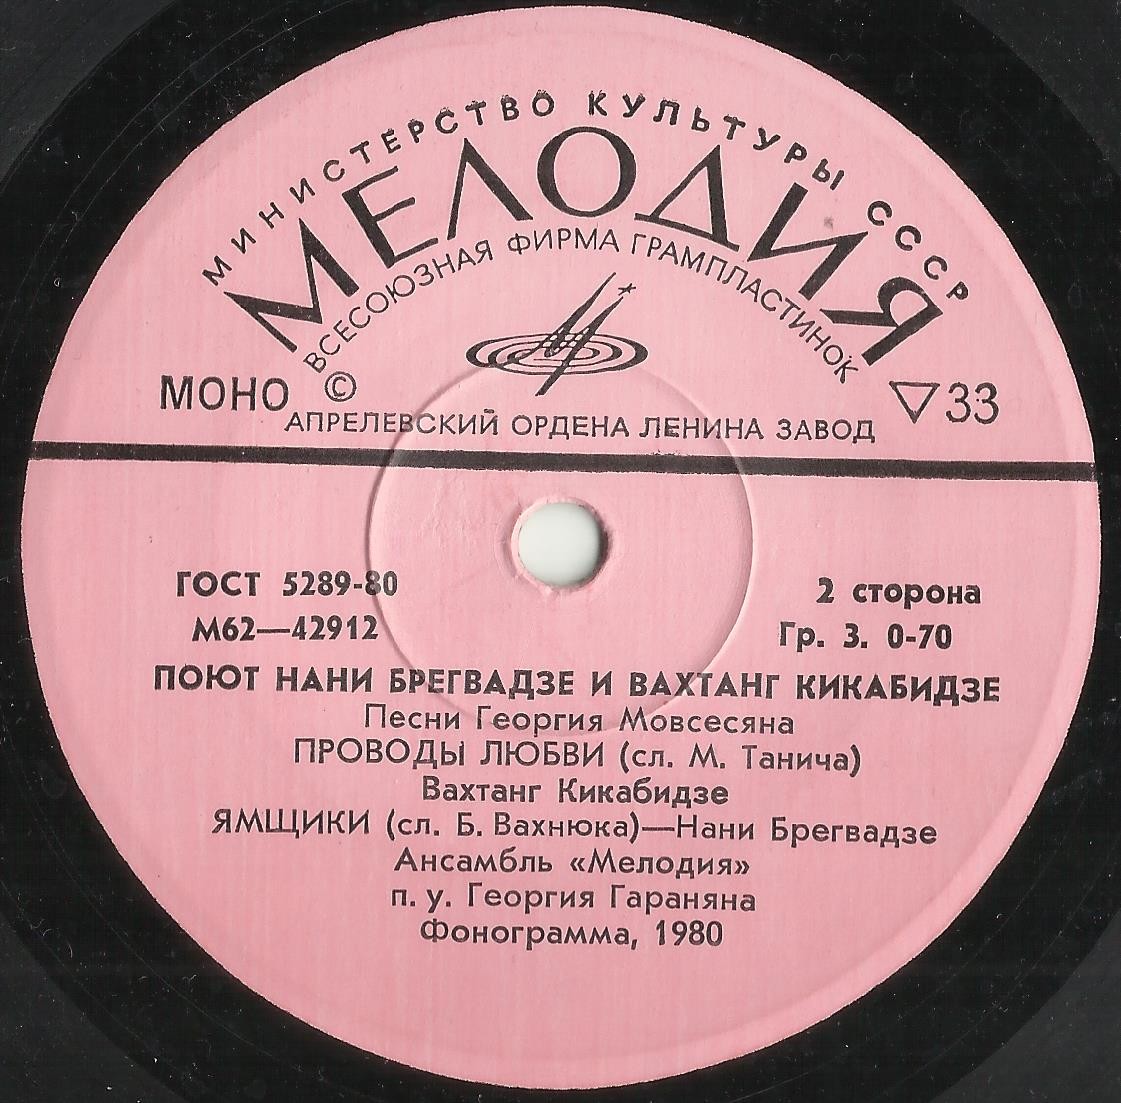 МИНИСТЕРСТВО КУЛЬТУРЫ СССР
МЕЛОДИЯ
ВСЕСОЮЗНАЯ ФИРМА ГРАМПЛАСТИНОК
МОНО © ▽33
АПРЕЛЕВСКИЙ ОРДЕНА ЛЕНИНА ЗАВОД
ГОСТ 5289-80 2 сторона
М62—42912 Гр. 3. 0-70
ПОЮТ НАНИ БРЕГВАДЗЕ И ВАХТАНГ КИКАБИДЗЕ
Песни Георгия Мовсесяна
ПРОВОДЫ ЛЮБВИ (сл. М. Танича)
Вахтанг Кикабидзе
ЯМЩИКИ (сл. Б. Вахнюка)—Нани Брегвадзе
Ансамбль «Мелодия»
п. у. Георгия Гараняна
Фонограмма, 1980